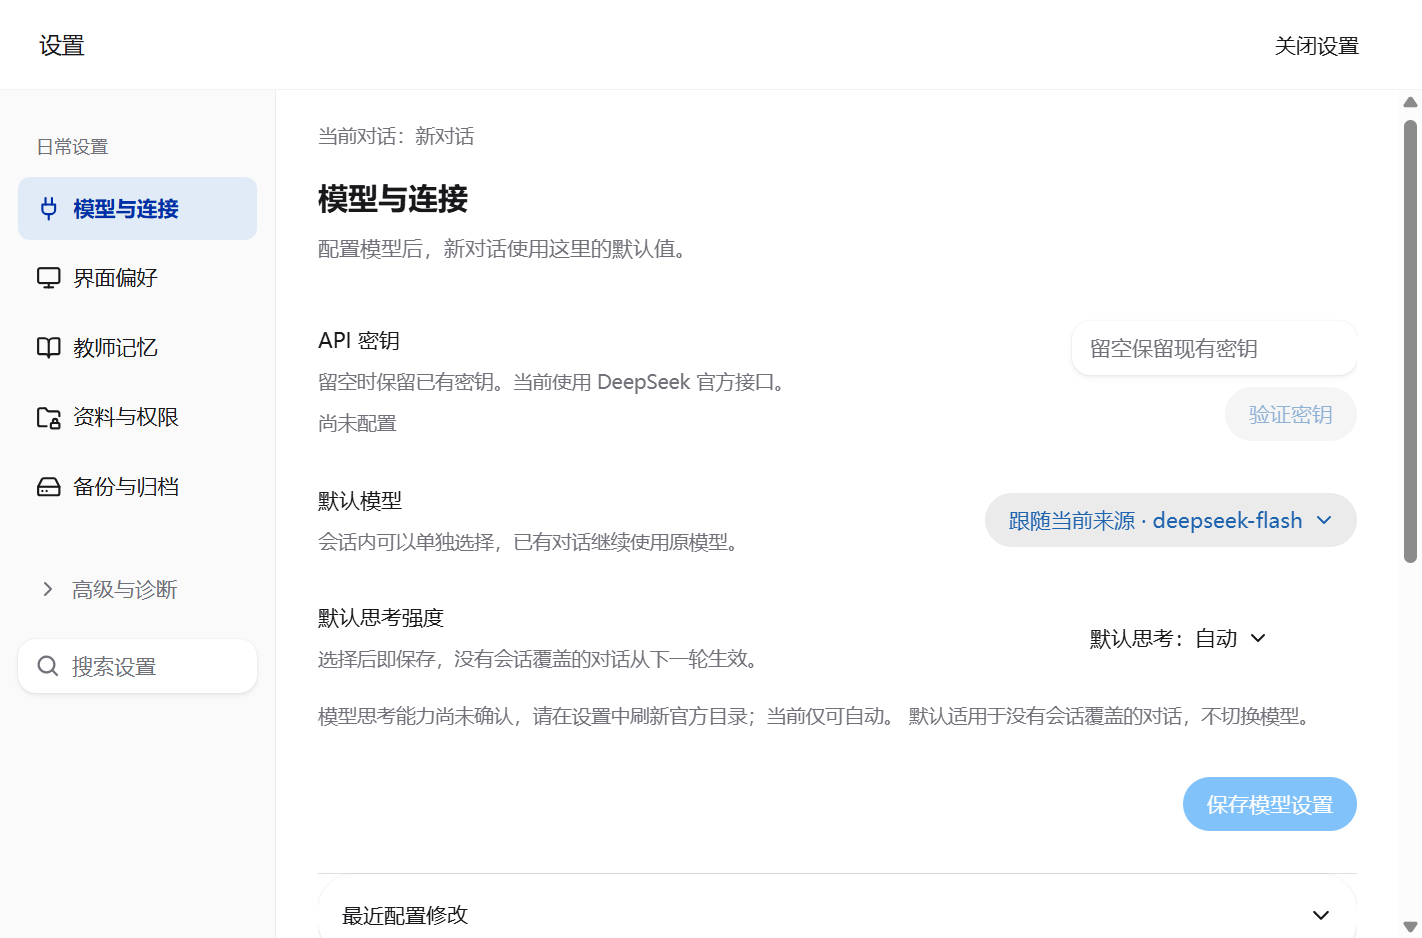 设置
关闭设置
日常设置
模型与连接
界面偏好
教师记忆
资料与权限
备份与归档
高级与诊断
搜索设置
当前对话：新对话
模型与连接
配置模型后，新对话使用这里的默认值。
API 密钥
留空时保留已有密钥。当前使用 DeepSeek 官方接口。
尚未配置
留空保留现有密钥
验证密钥
默认模型
会话内可以单独选择，已有对话继续使用原模型。
跟随当前来源 · deepseek-flash
默认思考强度
选择后即保存，没有会话覆盖的对话从下一轮生效。
默认思考：自动
模型思考能力尚未确认，请在设置中刷新官方目录；当前仅可自动。 默认适用于没有会话覆盖的对话，不切换模型。
保存模型设置
最近配置修改